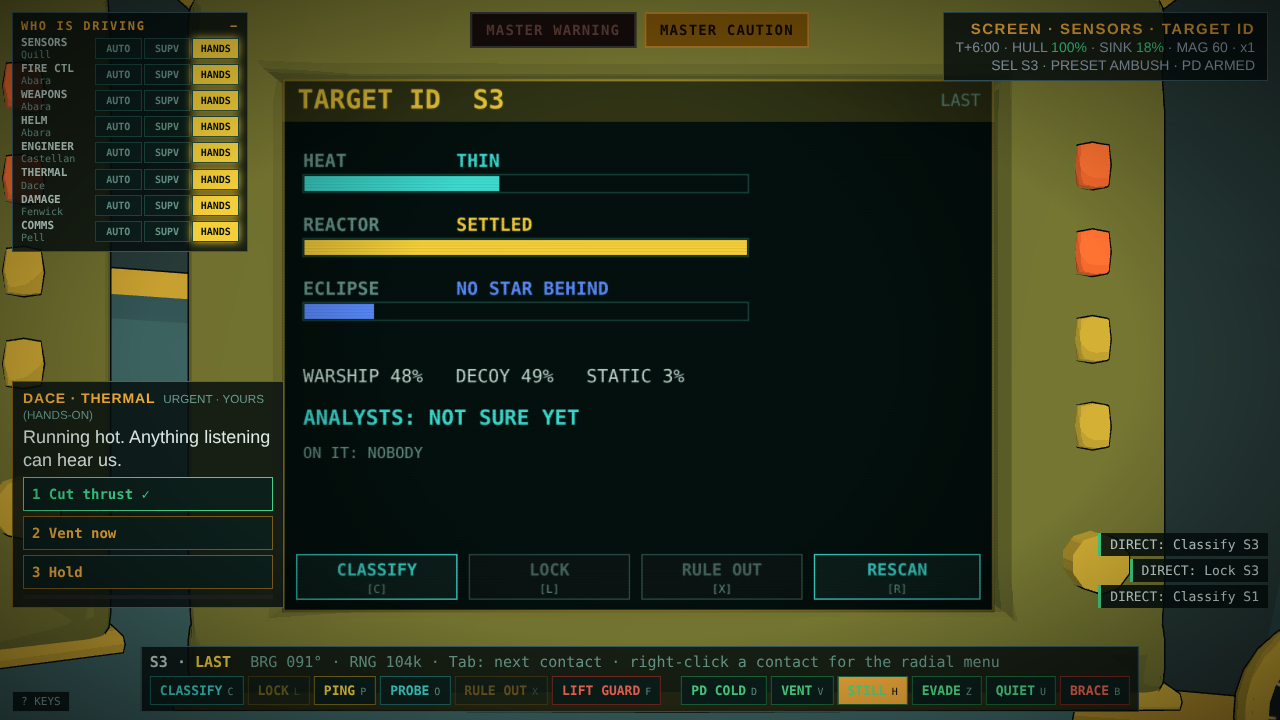 WHO IS DRIVING –
SENSORS Quill AUTO SUPV HANDS
FIRE CTL Abara AUTO SUPV HANDS
WEAPONS Abara AUTO SUPV HANDS
HELM Abara AUTO SUPV HANDS
ENGINEER Castellan AUTO SUPV HANDS
THERMAL Dace AUTO SUPV HANDS
DAMAGE Fenwick AUTO SUPV HANDS
COMMS Pell AUTO SUPV HANDS
MASTER WARNING MASTER CAUTION
SCREEN · SENSORS · TARGET ID
T+6:00 · HULL 100% · SINK 18% · MAG 60 · x1
SEL S3 · PRESET AMBUSH · PD ARMED
TARGET ID S3 LAST
HEAT THIN
REACTOR SETTLED
ECLIPSE NO STAR BEHIND
WARSHIP 48% DECOY 49% STATIC 3%
ANALYSTS: NOT SURE YET
ON IT: NOBODY
CLASSIFY [C] LOCK [L] RULE OUT [X] RESCAN [R]
DACE · THERMAL URGENT · YOURS
(HANDS-ON)
Running hot. Anything listening
can hear us.
1 Cut thrust ✓
2 Vent now
3 Hold
DIRECT: Classify S3
DIRECT: Lock S3
DIRECT: Classify S1
S3 · LAST BRG 091° · RNG 104k · Tab: next contact · right-click a contact for the radial menu
CLASSIFY C LOCK L PING P PROBE O RULE OUT X LIFT GUARD F PD COLD D VENT V STILL H EVADE Z QUIET U BRACE B
? KEYS